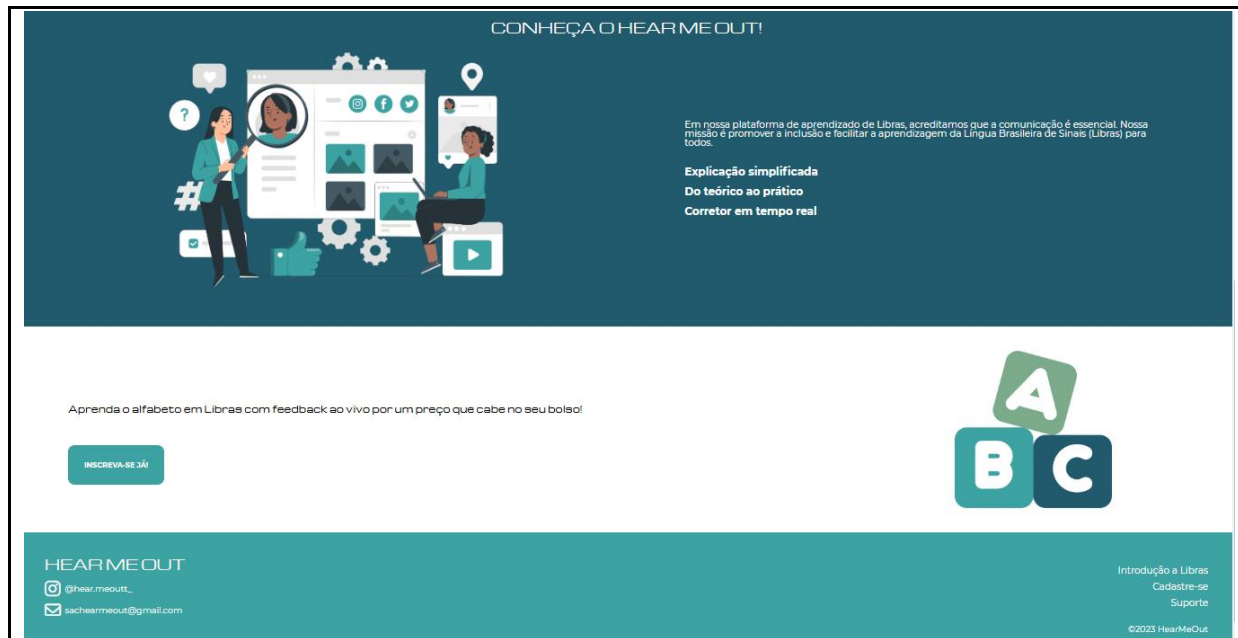 CONHEÇA O HEAR ME OUT!
?
#
Em nossa plataforma de aprendizado de Libras, acreditamos que a comunicação é essencial. Nossa
missão é promover a inclusão e facilitar a aprendizagem da Língua Brasileira de Sinais (Libras) para
todos.
Explicação simplificada
Do teórico ao prático
Corretor em tempo real
Aprenda o alfabeto em Libras com feedback ao vivo por um preço que cabe no seu bolso!
INSCREVA-SE JÁ!
A
B C
HEAR ME OUT
@hear.meoutt_
sachearmeout@gmail.com
Introdução a Libras
Cadastre-se
Suporte
©2023 HearMeOut